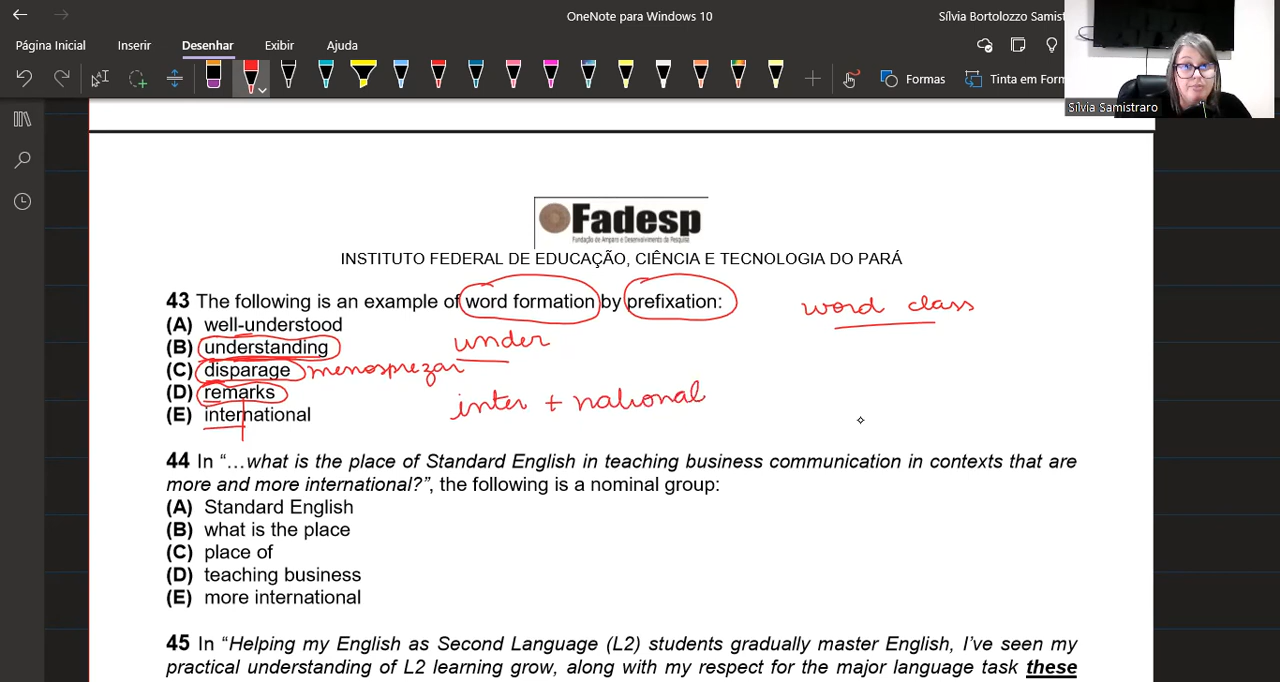 OneNote para Windows 10
Sílvia Bortolozzo Samist
Página Inicial Inserir Desenhar Exibir Ajuda
Formas Tinta em Form
Sílvia Samistraro
Fadesp
Fundação de Amparo e Desenvolvimento da Pesquisa
INSTITUTO FEDERAL DE EDUCAÇÃO, CIÊNCIA E TECNOLOGIA DO PARÁ
43 The following is an example of word formation by prefixation:
word class
(A) well-understood
(B) understanding
under
(C) disparage menosprezar
(D) remarks
inter + national
(E) international
44 In “…what is the place of Standard English in teaching business communication in contexts that are
more and more international?”, the following is a nominal group:
(A) Standard English
(B) what is the place
(C) place of
(D) teaching business
(E) more international
45 In “Helping my English as Second Language (L2) students gradually master English, I’ve seen my
practical understanding of L2 learning grow, along with my respect for the major language task these